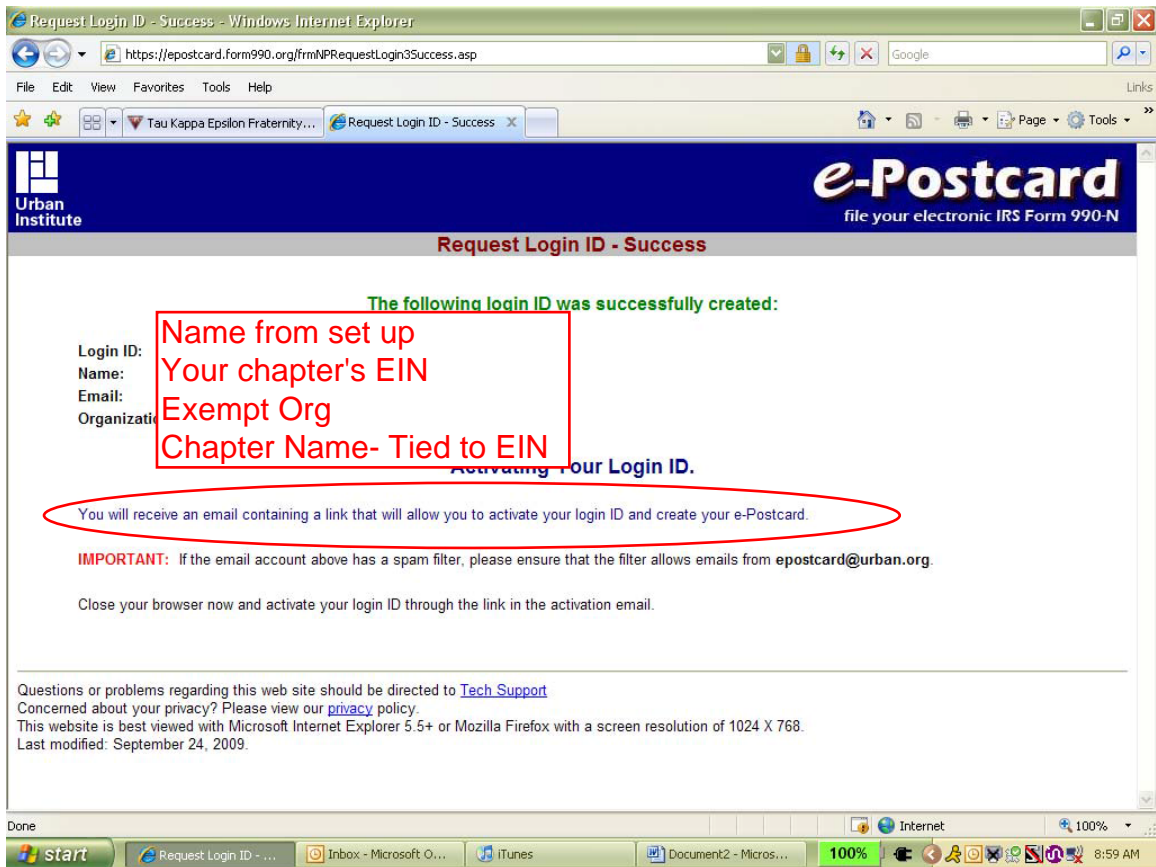 Request Login ID - Success - Windows Internet Explorer
https://epostcard.form990.org/frmNPRequestLogin3Success.asp
Google
File Edit View Favorites Tools Help
Links
Tau Kappa Epsilon Fraternity... Request Login ID - Success
Page Tools
Urban
Institute
e-Postcard
file your electronic IRS Form 990-N
Request Login ID - Success
The following login ID was successfully created:
Login ID:
Name:
Email:
Name from set up
Your chapter's EIN
Exempt Org
Chapter Name- Tied to EIN
Your Login ID.
You will receive an email containing a link that will allow you to activate your login ID and create your e-Postcard.
IMPORTANT: If the email account above has a spam filter, please ensure that the filter allows emails from epostcard@urban.org.
Close your browser now and activate your login ID through the link in the activation email.
Questions or problems regarding this web site should be directed to Tech Support
Concerned about your privacy? Please view our privacy policy.
This website is best viewed with Microsoft Internet Explorer 5.5+ or Mozilla Firefox with a screen resolution of 1024 X 768.
Last modified: September 24, 2009.
Done
Internet
100%
start
Request Login ID - ...
Inbox - Microsoft O...
iTunes
Document2 - Micros...
100%
8:59 AM